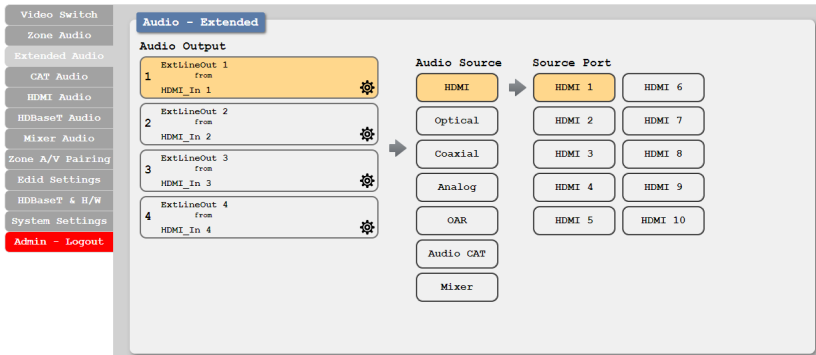 Video Switch
Zone Audio
Extended Audio
CAT Audio
HDMI Audio
HDBaseT Audio
Mixer Audio
Zone A/V Pairing
Edid Settings
HDBaseT & H/W
System Settings
Admin - Logout
Audio - Extended
Audio Output
1
ExtLineOut 1
from
HDMI_In 1
2
ExtLineOut 2
from
HDMI_In 2
3
ExtLineOut 3
from
HDMI_In 3
4
ExtLineOut 4
from
HDMI_In 4
Audio Source
HDMI
Optical
Coaxial
Analog
OAR
Audio CAT
Mixer
Source Port
HDMI 1
HDMI 2
HDMI 3
HDMI 4
HDMI 5
HDMI 6
HDMI 7
HDMI 8
HDMI 9
HDMI 10